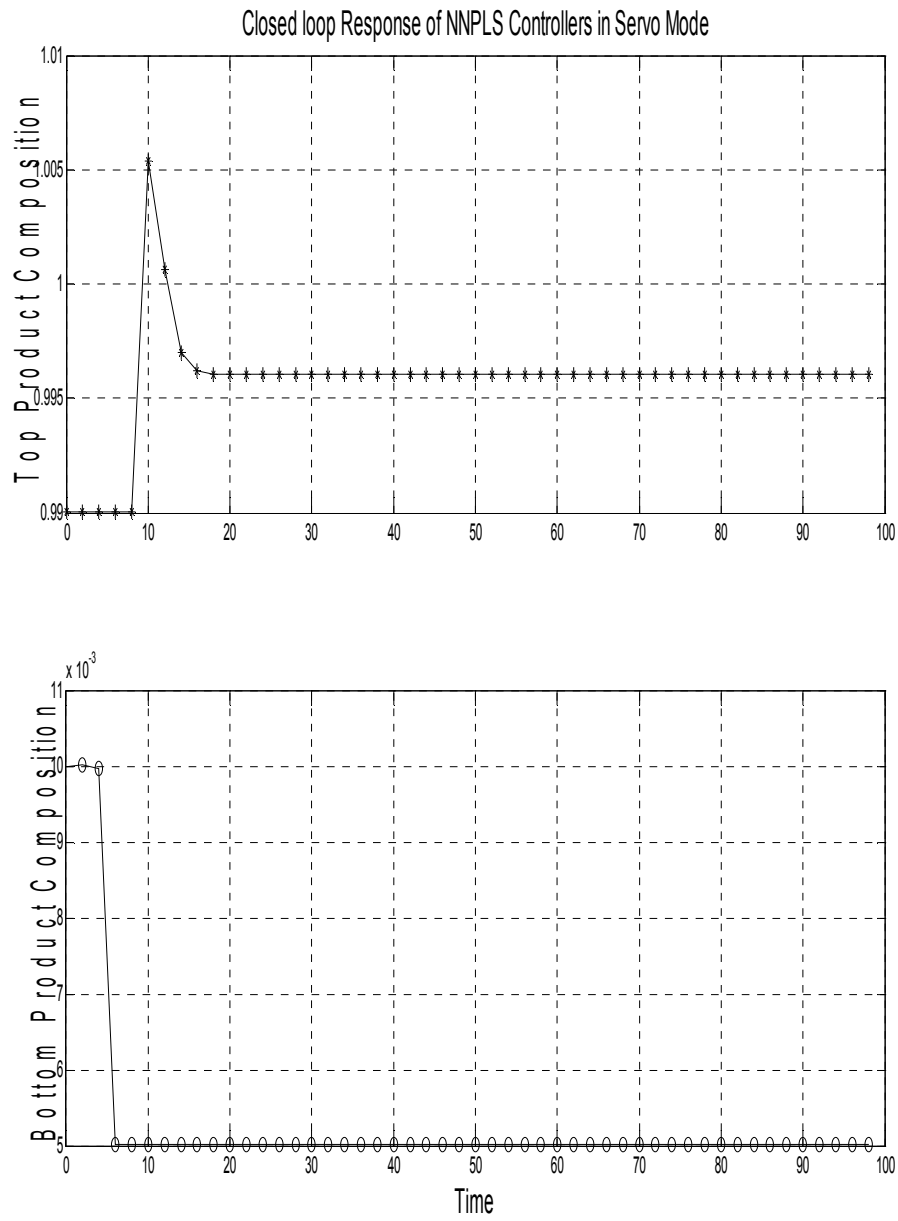 Closed loop Response of NNPLS Controllers in Servo Mode
1.01
1.005
1
0.995
0.99
Top Product Composition
0 10 20 30 40 50 60 70 80 90 100
x 10-3
11
10
9
8
7
6
5
Bottom Product Composition
0 10 20 30 40 50 60 70 80 90 100
Time